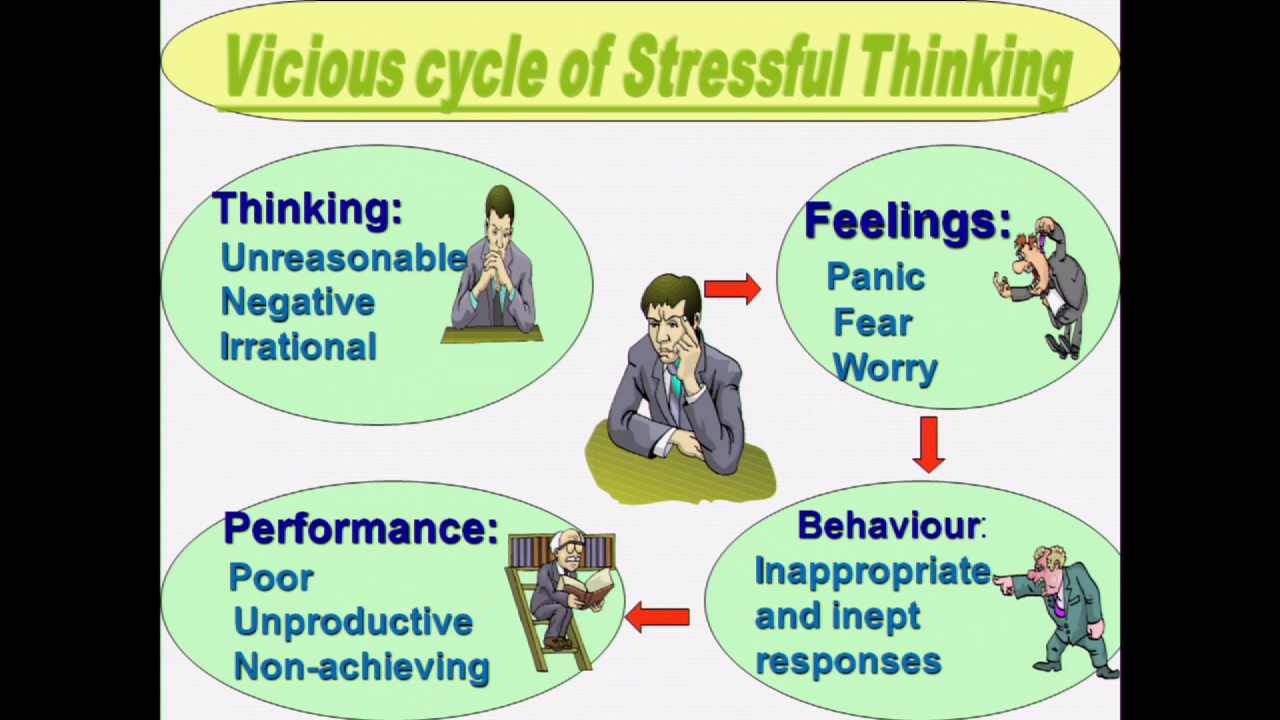 Vicious cycle of Stressful Thinking
Thinking:
Unreasonable
Negative
Irrational
Feelings:
Panic
Fear
Worry
Behaviour:
Inappropriate
and inept
responses
Performance:
Poor
Unproductive
Non-achieving